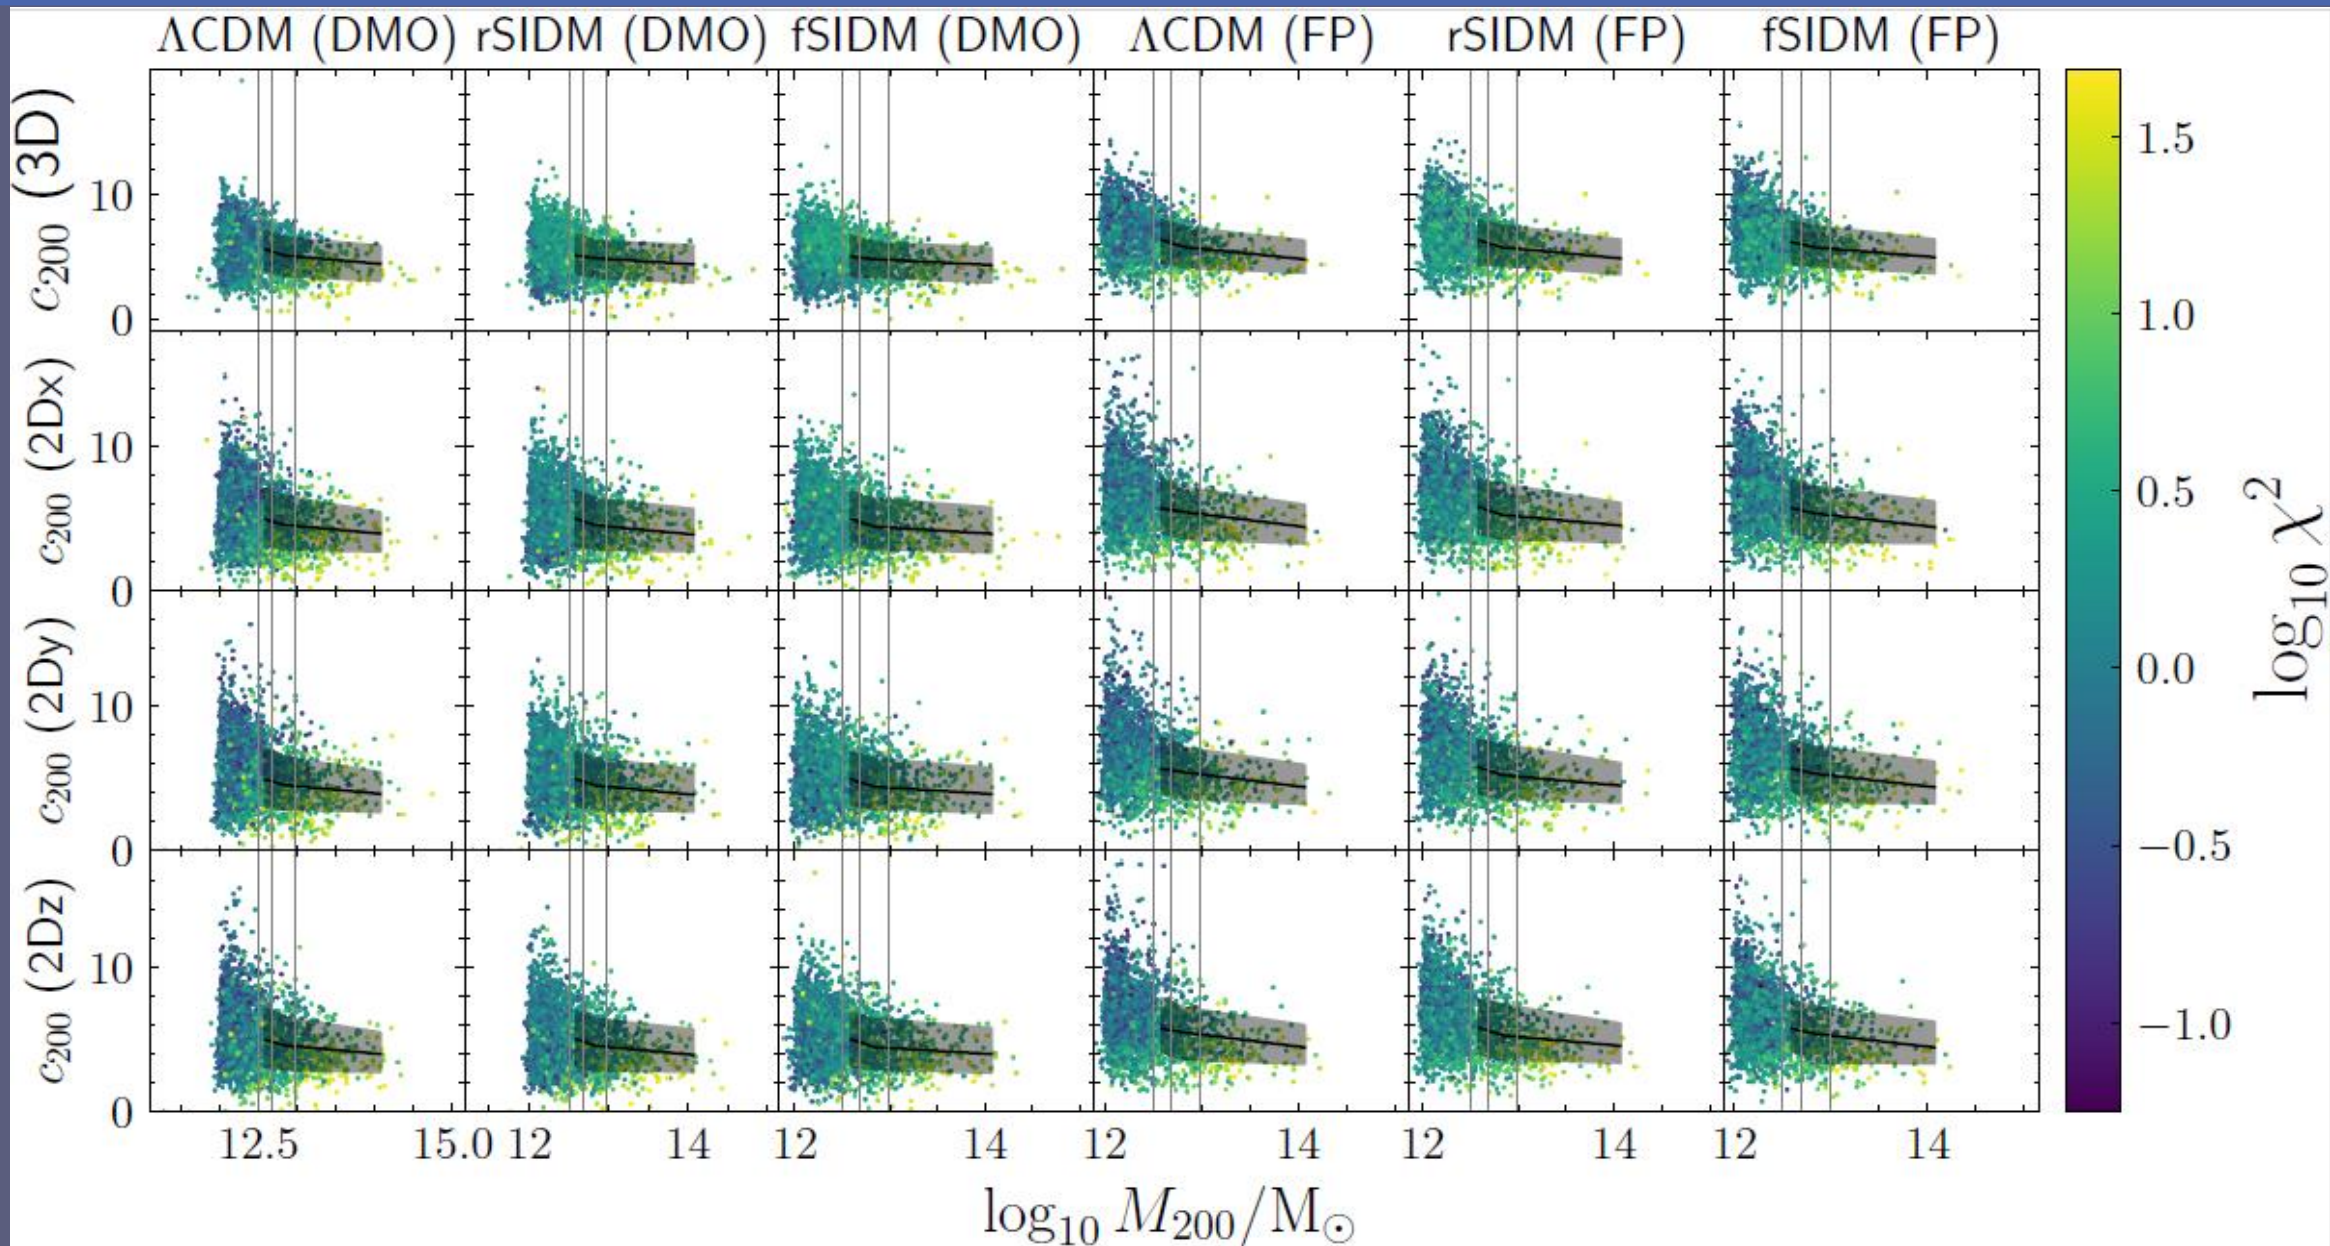 ΛCDM (DMO) rSIDM (DMO) fSIDM (DMO) ΛCDM (FP) rSIDM (FP) fSIDM (FP)
c200 (3D)
10
0
c200 (2Dx)
10
0
c200 (2Dy)
10
0
c200 (2Dz)
10
0
12.5 15.0 12 14 12 14 12 14 12 14 12 14
log10 M200/M⊙
1.5
1.0
0.5
0.0
−0.5
−1.0
log10 χ2